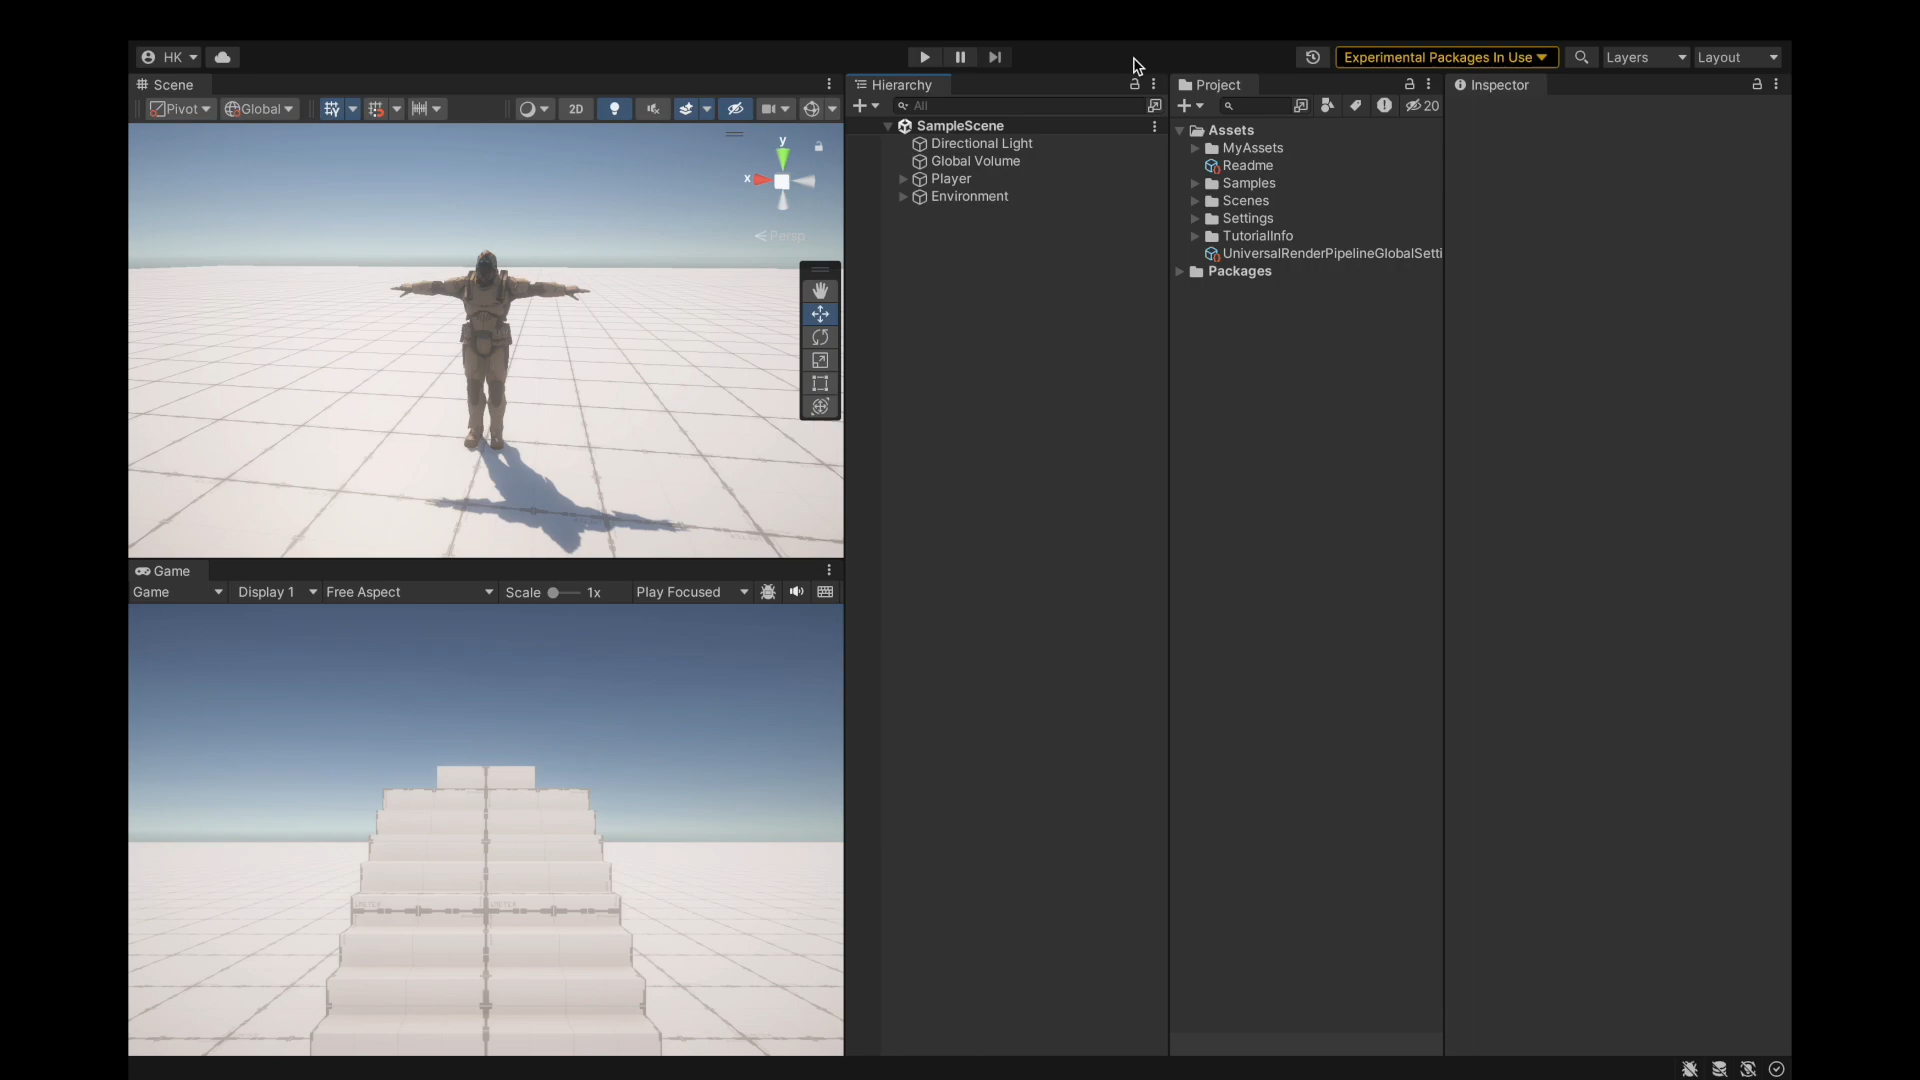 HK
Experimental Packages In Use
Layers
Layout
Scene
Pivot
Global
2D
y
x
Persp
Hierarchy
All
SampleScene
Directional Light
Global Volume
Player
Environment
Project
20
Assets
MyAssets
Readme
Samples
Scenes
Settings
TutorialInfo
UniversalRenderPipelineGlobalSetti
Packages
Inspector
Game
Game
Display 1
Free Aspect
Scale
1x
Play Focused